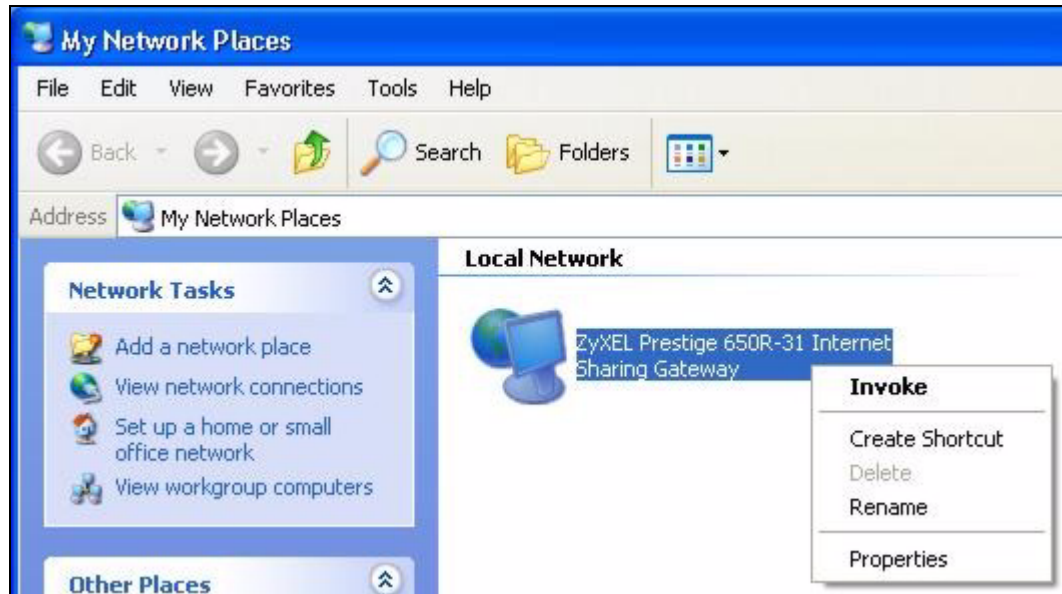 My Network Places
File Edit View Favorites Tools Help
Back Search Folders
Address My Network Places
Network Tasks
Add a network place
View network connections
Set up a home or small
office network
View workgroup computers
Other Places
Local Network
ZyXEL Prestige 650R-31 Internet
Sharing Gateway
Invoke
Create Shortcut
Delete
Rename
Properties